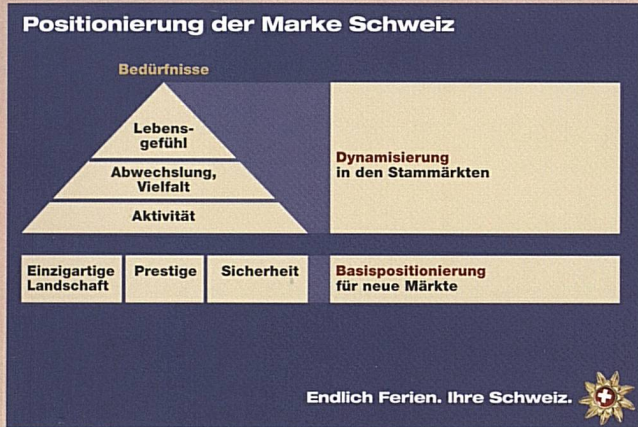 Positionierung der Marke Schweiz
Bedürfnisse
Lebens-
gefühl
Abwechslung,
Vielfalt
Aktivität
Dynamisierung
in den Stammärkten
Einzigartige
Landschaft
Prestige
Sicherheit
Basispositionierung
für neue Märkte
Endlich Ferien. Ihre Schweiz.